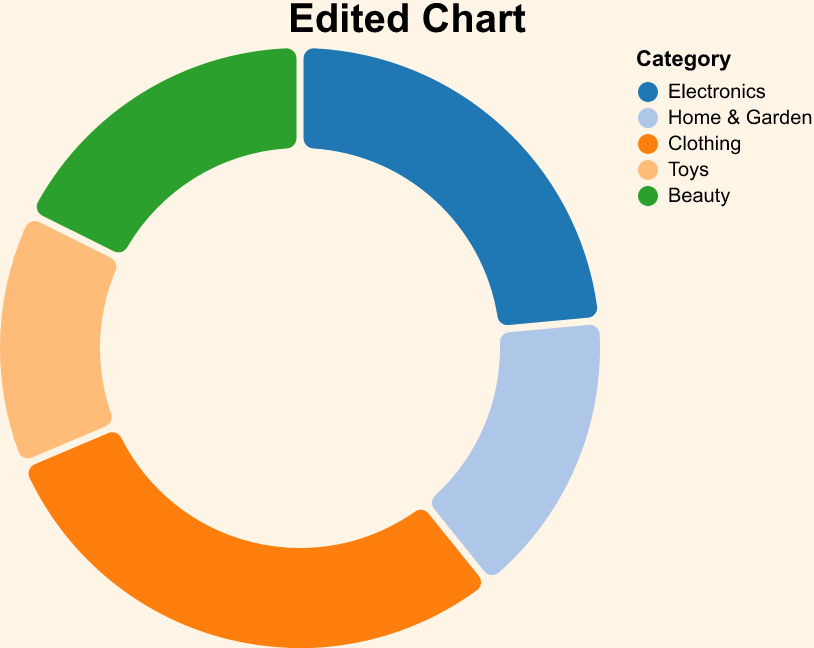 Edited Chart
Category
Electronics
Home & Garden
Clothing
Toys
Beauty